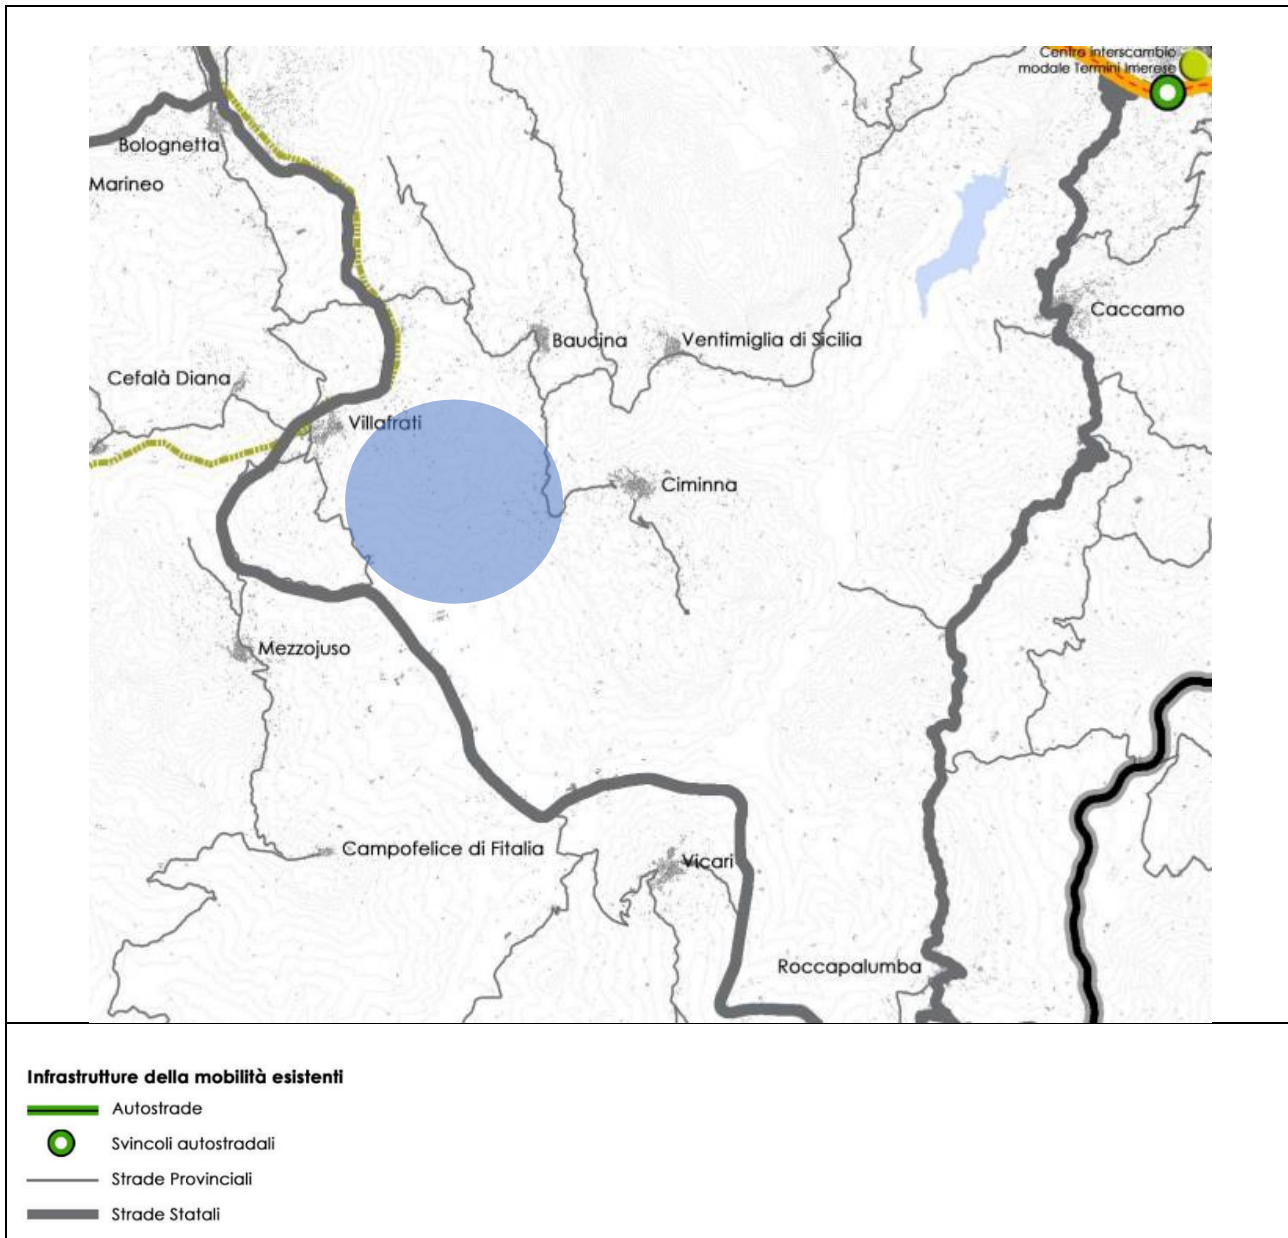 Centro interscambio
modale Termini Imerese
Bolognetta
Marineo
Caccamo
Baucina
Ventimiglia di Sicilia
Cefalà Diana
Villafrati
Ciminna
Mezzojuso
Campofelice di Fitalia
Vicari
Roccapalumba
Infrastrutture della mobilità esistenti
Autostrade
Svincoli autostradali
Strade Provinciali
Strade Statali